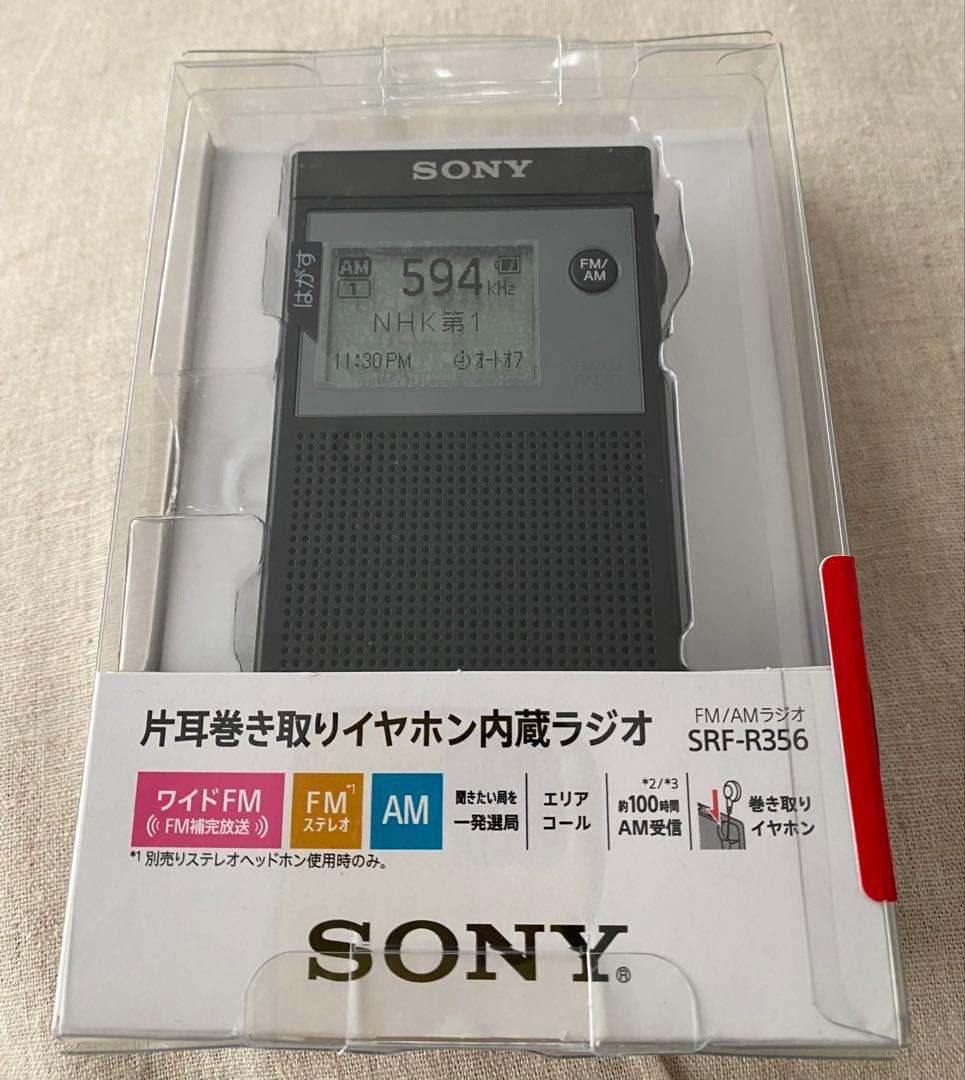 SONY
はがす
AM
1
594 KHz
FM/
AM
NHK第1
11:30PM
オートオフ
片耳巻き取りイヤホン内蔵ラジオ
FM/AMラジオ
SRF-R356
ワイドFM
FM補完放送
FM*1
ステレオ
AM
聞きたい局を
一発選局
エリア
コール
*2/*3
約100時間
AM受信
巻き取り
イヤホン
*1 別売りステレオヘッドホン使用時のみ。
SONY®